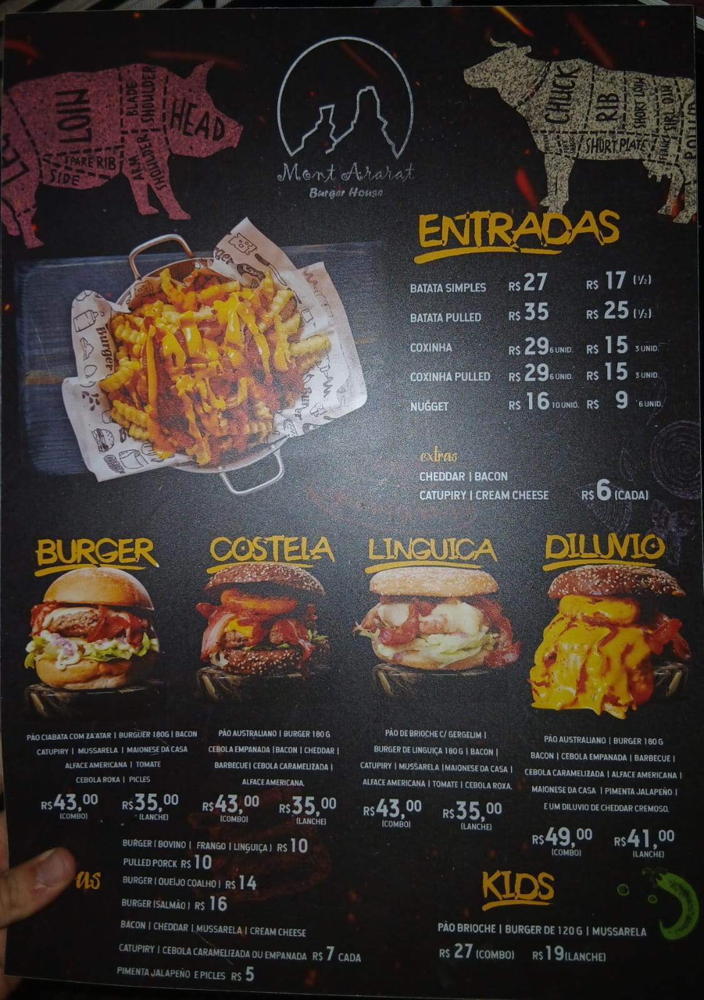 LOIN
BLADE SHOULDER
HEAD
SPARE RIB
SIDE
ARM SHOULDER
CHUCK
RIB
SHORT LOIN
SIRLOIN
SHORT PLATE
Mont Ararat
Burger House
ENTRADAS
BATATA SIMPLES R$ 27 R$ 17 (1/2)
BATATA PULLED R$ 35 R$ 25 (1/2)
COXINHA R$ 29 6 UNID. R$ 15 3 UNID.
COXINHA PULLED R$ 29 6 UNID. R$ 15 3 UNID.
NUGGET R$ 16 10 UNID. R$ 9 6 UNID.
Burger
extras
CHEDDAR | BACON
CATUPIRY | CREAM CHEESE R$ 6 (CADA)
BURGER
PÃO CIABATA COM ZA'ATAR | BURGUER 180G | BACON
CATUPIRY | MUSSARELA | MAIONESE DA CASA
ALFACE AMERICANA | TOMATE
CEBOLA ROXA | PICLES
R$43,00 R$35,00
(COMBO) (LANCHE)
COSTELA
PÃO AUSTRALIANO | BURGER 180 G
CEBOLA EMPANADA | BACON | CHEDDAR |
BARBECUE| CEBOLA CARAMELIZADA |
ALFACE AMERICANA.
R$43,00 R$35,00
(COMBO) (LANCHE)
LINGUICA
PÃO DE BRIOCHE C/ GERGELIM |
BURGER DE LINGUIÇA 180 G | BACON |
CATUPIRY | MUSSARELA | MAIONESE DA CASA |
ALFACE AMERICANA | TOMATE | CEBOLA ROXA.
R$43,00 R$35,00
(COMBO) (LANCHE)
DILUVIO
PÃO AUSTRALIANO | BURGER 180 G
BACON | CEBOLA EMPANADA | BARBECUE |
CEBOLA CARAMELIZADA | ALFACE AMERICANA |
MAIONESE DA CASA | PIMENTA JALAPEÑO |
E UM DILUVIO DE CHEDDAR CREMOSO.
R$49,00 R$41,00
(COMBO) (LANCHE)
as
BURGER ( BOVINO | FRANGO | LINGUIÇA ) R$ 10
PULLED PORCK R$ 10
BURGER ( QUEIJO COALHO ) R$ 14
BURGER (SALMÃO ) R$ 16
BACON | CHEDDAR | MUSSARELA | CREAM CHEESE
CATUPIRY | CEBOLA CARAMELIZADA OU EMPANADA R$ 7 CADA
PIMENTA JALAPEÑO E PICLES R$ 5
KIDS
PÃO BRIOCHE | BURGER DE 120 G | MUSSARELA
R$ 27 (COMBO) R$ 19(LANCHE)